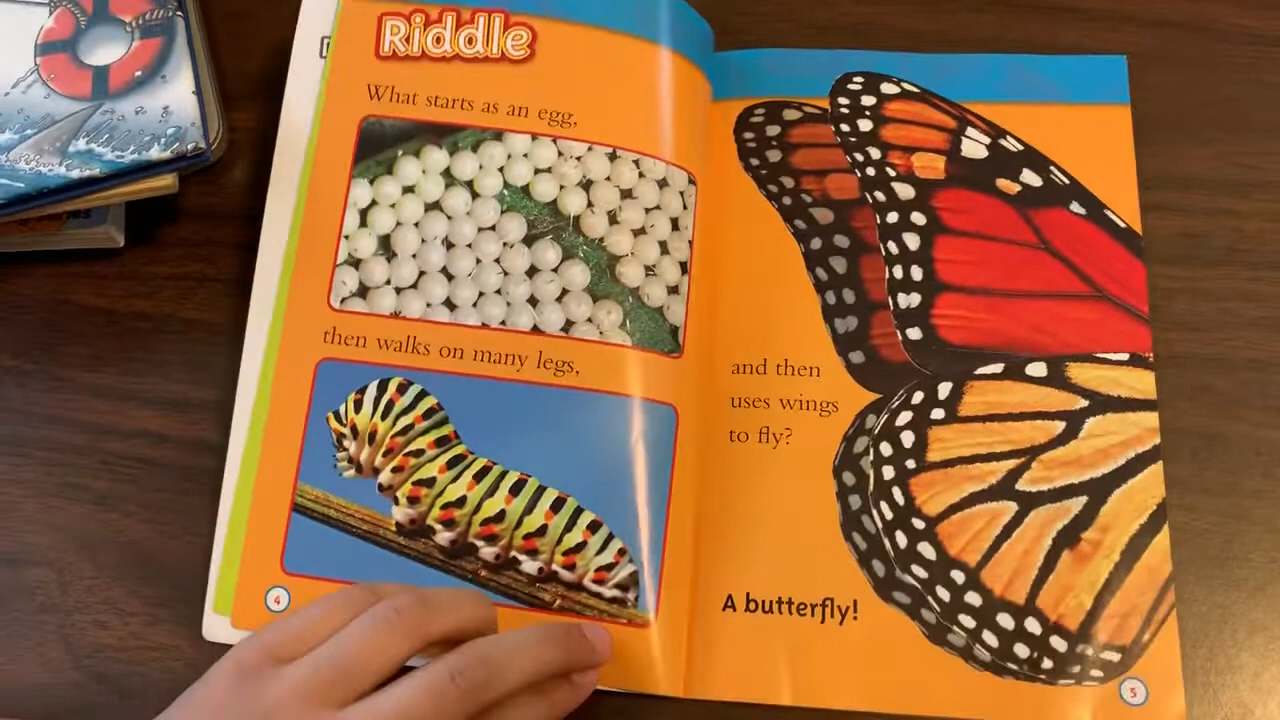 Riddle
What starts as an egg,
then walks on many legs,
4
and then
uses wings
to fly?
A butterfly!
5